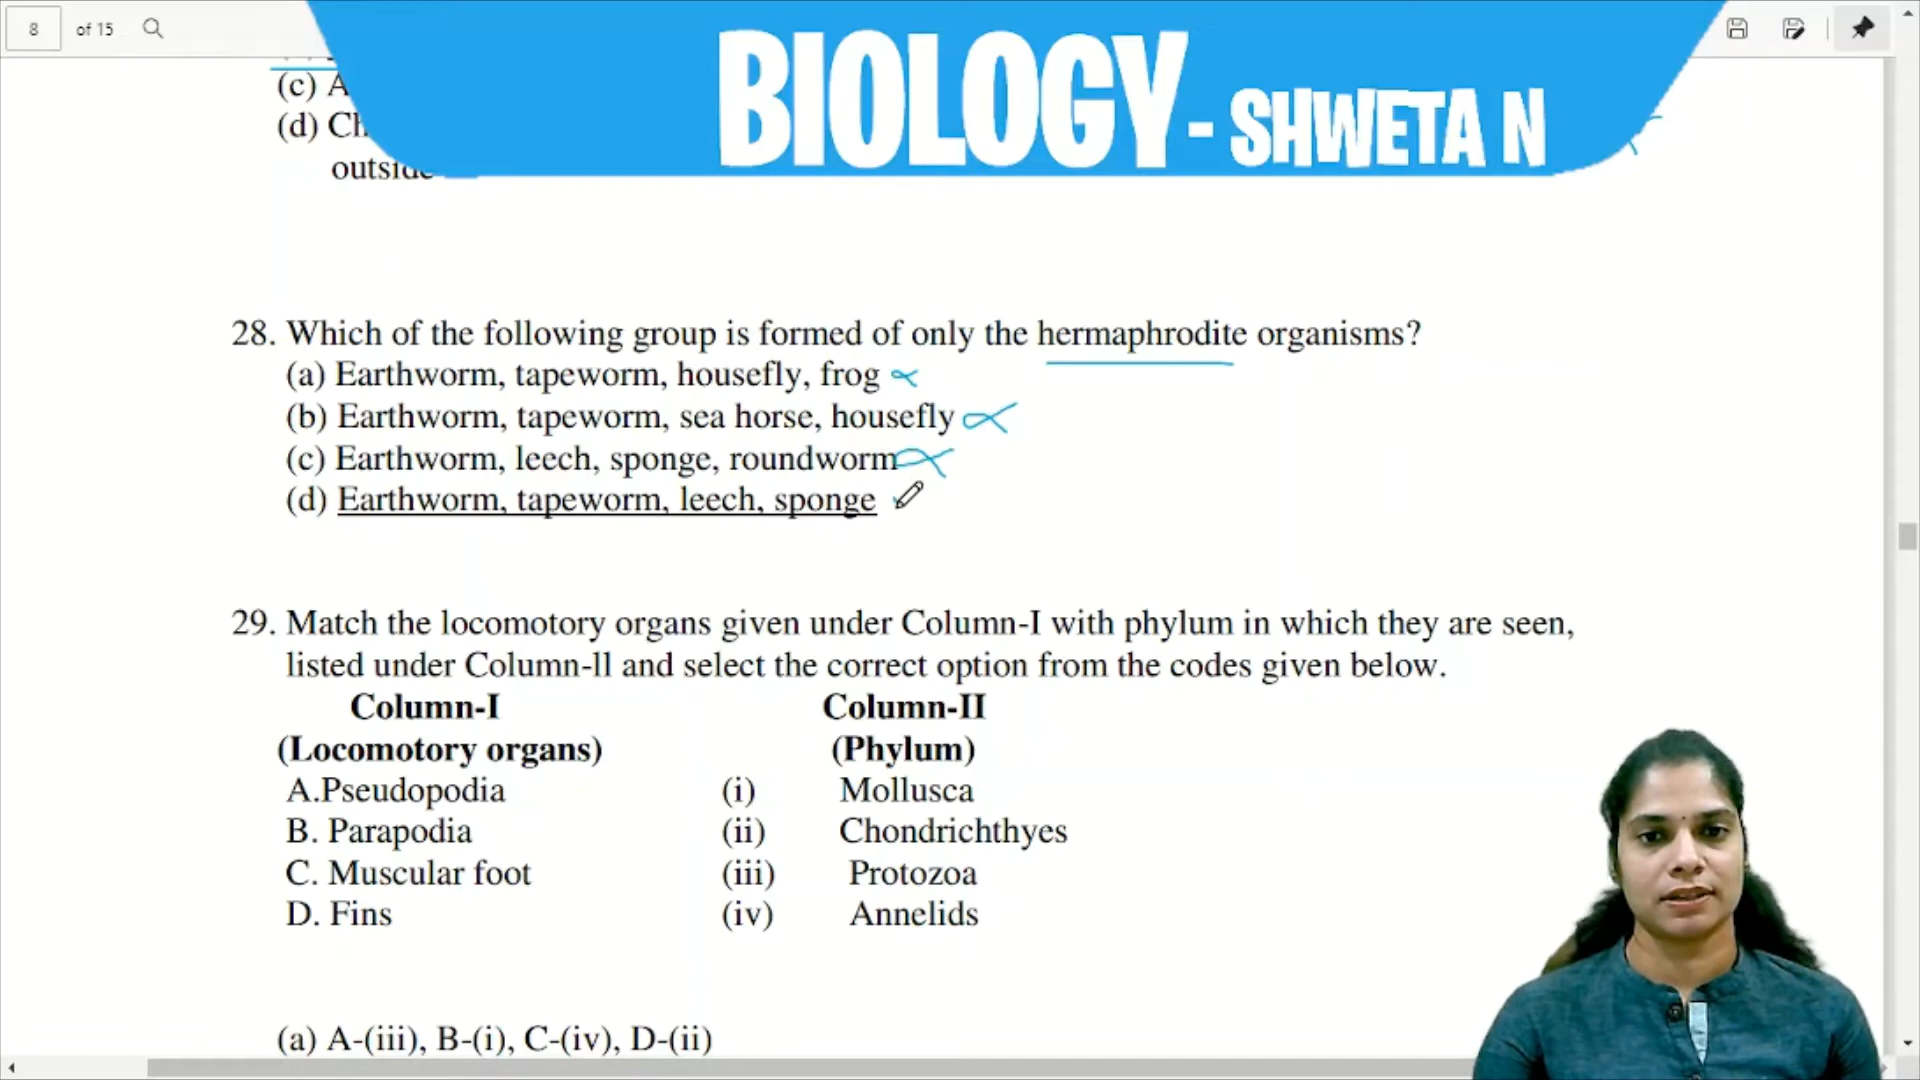 8 of 15
BIOLOGY - SHWETA N
(c) A
(d) Ch
outside
28. Which of the following group is formed of only the hermaphrodite organisms?
(a) Earthworm, tapeworm, housefly, frog
(b) Earthworm, tapeworm, sea horse, housefly
(c) Earthworm, leech, sponge, roundworm
(d) Earthworm, tapeworm, leech, sponge
29. Match the locomotory organs given under Column-I with phylum in which they are seen,
listed under Column-ll and select the correct option from the codes given below.
Column-I Column-II
(Locomotory organs) (Phylum)
A.Pseudopodia (i) Mollusca
B. Parapodia (ii) Chondrichthyes
C. Muscular foot (iii) Protozoa
D. Fins (iv) Annelids
(a) A-(iii), B-(i), C-(iv), D-(ii)